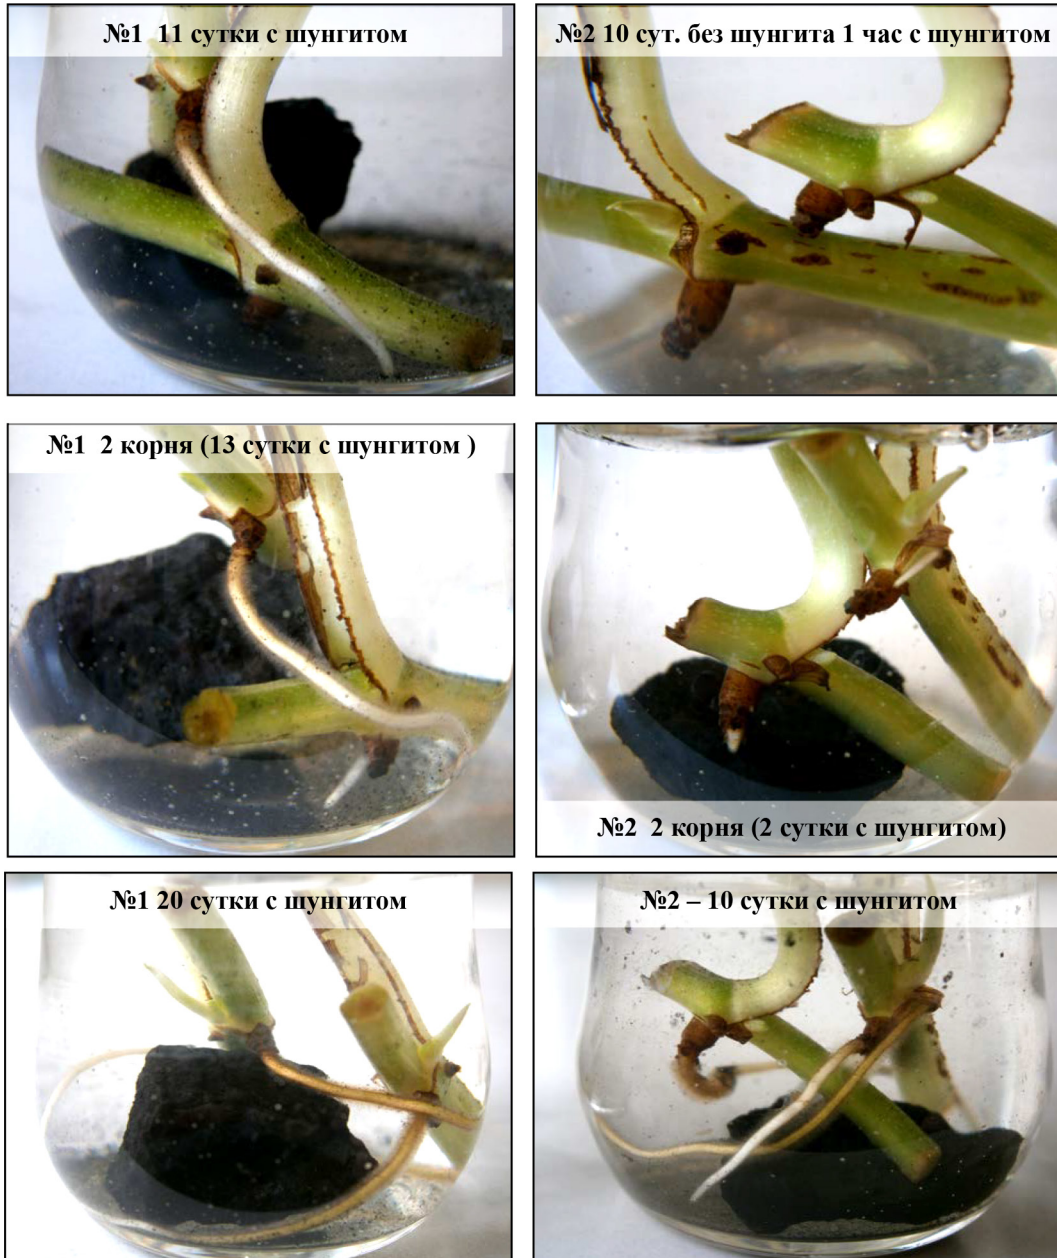 №1 11 сутки с шунгитом
№2 10 сут. без шунгита 1 час с шунгитом
№1 2 корня (13 сутки с шунгитом )
№2 2 корня (2 сутки с шунгитом)
№1 20 сутки с шунгитом
№2 – 10 сутки с шунгитом